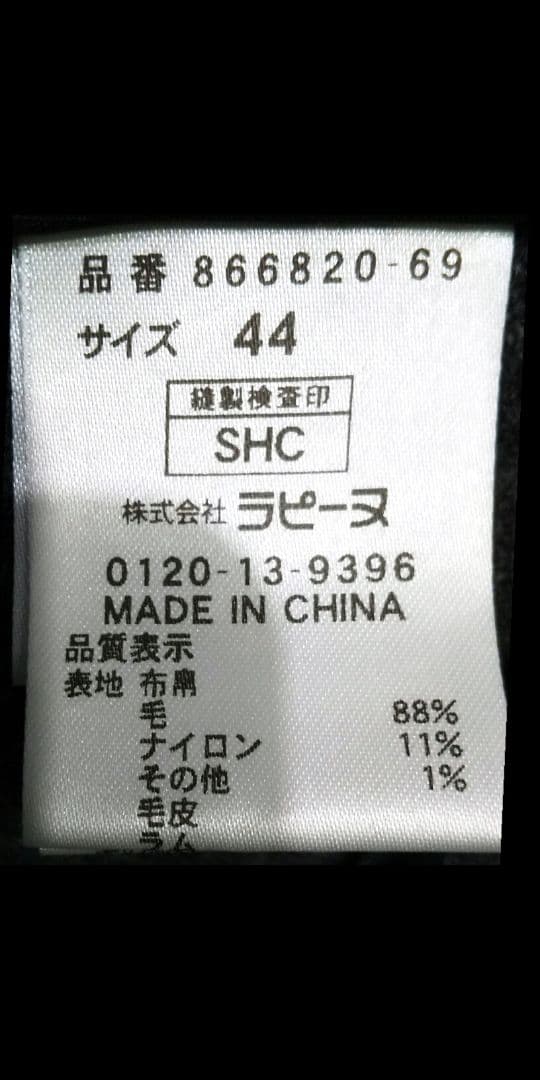 品番 866820-69
サイズ 44
縫製検査印
SHC
株式会社 ラピーヌ
0120-13-9396
MADE IN CHINA
品質表示
表地 布帛
毛 88%
ナイロン 11%
その他 1%
毛皮
ラム